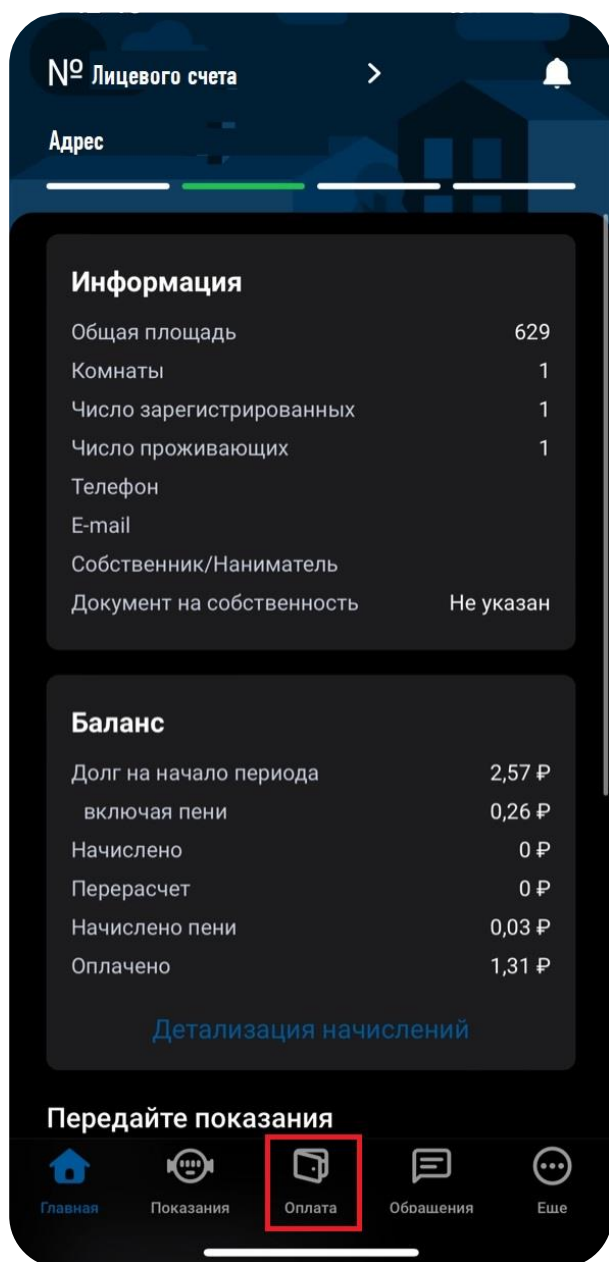 № Лицевого счета >
Адрес
Информация
Общая площадь 629
Комнаты 1
Число зарегистрированных 1
Число проживающих 1
Телефон
E-mail
Собственник/Наниматель
Документ на собственность Не указан
Баланс
Долг на начало периода 2,57 ₽
включая пени 0,26 ₽
Начислено 0 ₽
Перерасчет 0 ₽
Начислено пени 0,03 ₽
Оплачено 1,31 ₽
Детализация начислений
Передайте показания
Главная Показания Оплата Обращения Еще